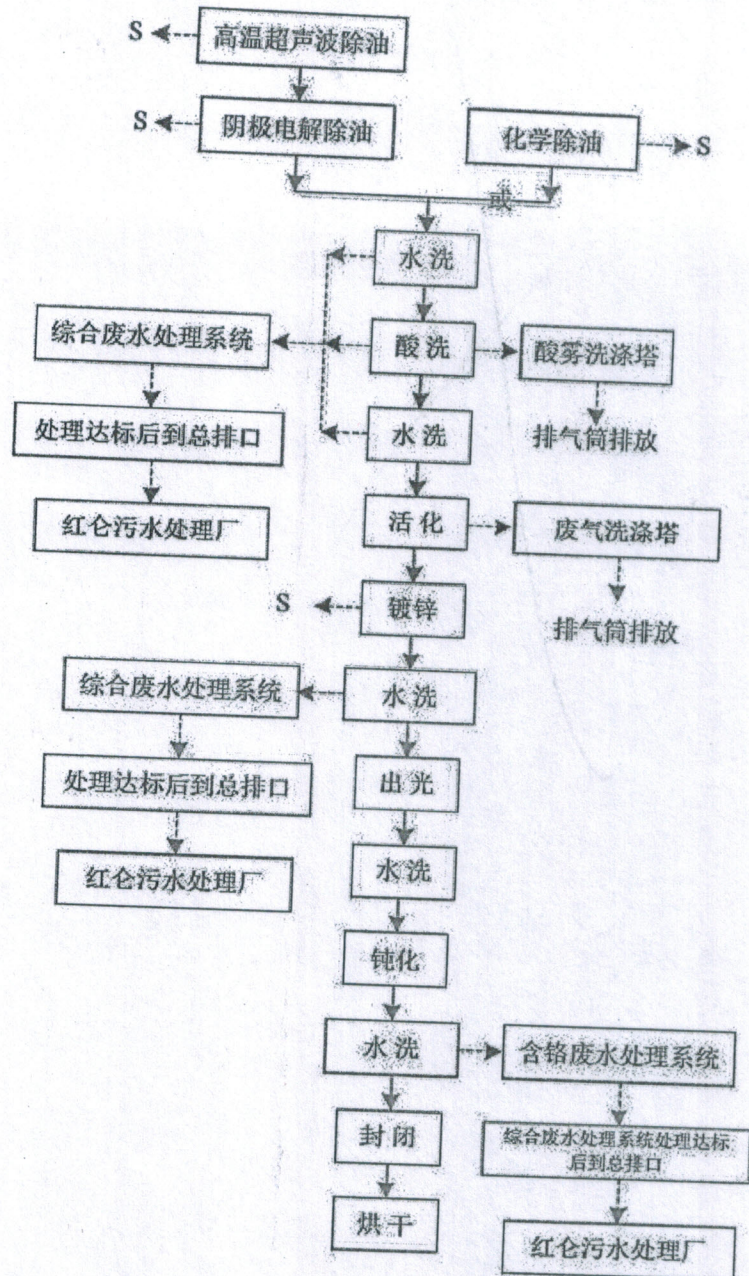 S
高温超声波除油
S
阴极电解除油
化学除油
S
或
水洗
综合废水处理系统
酸洗
酸雾洗涤塔
处理达标后到总排口
水洗
排气筒排放
红仑污水处理厂
活化
废气洗涤塔
S
镀锌
排气筒排放
综合废水处理系统
水洗
处理达标后到总排口
出光
红仑污水处理厂
水洗
钝化
水洗
含铬废水处理系统
封闭
综合废水处理系统处理达标
后到总排口
烘干
红仑污水处理厂